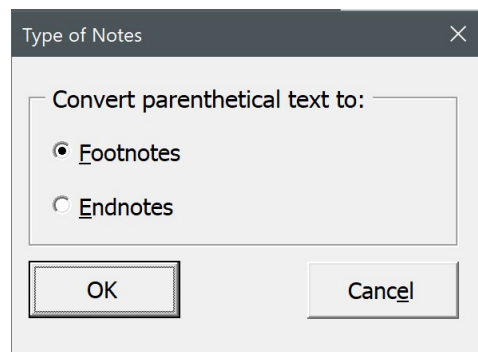 Type of Notes
Convert parenthetical text to:
Footnotes
Endnotes
OK Cancel